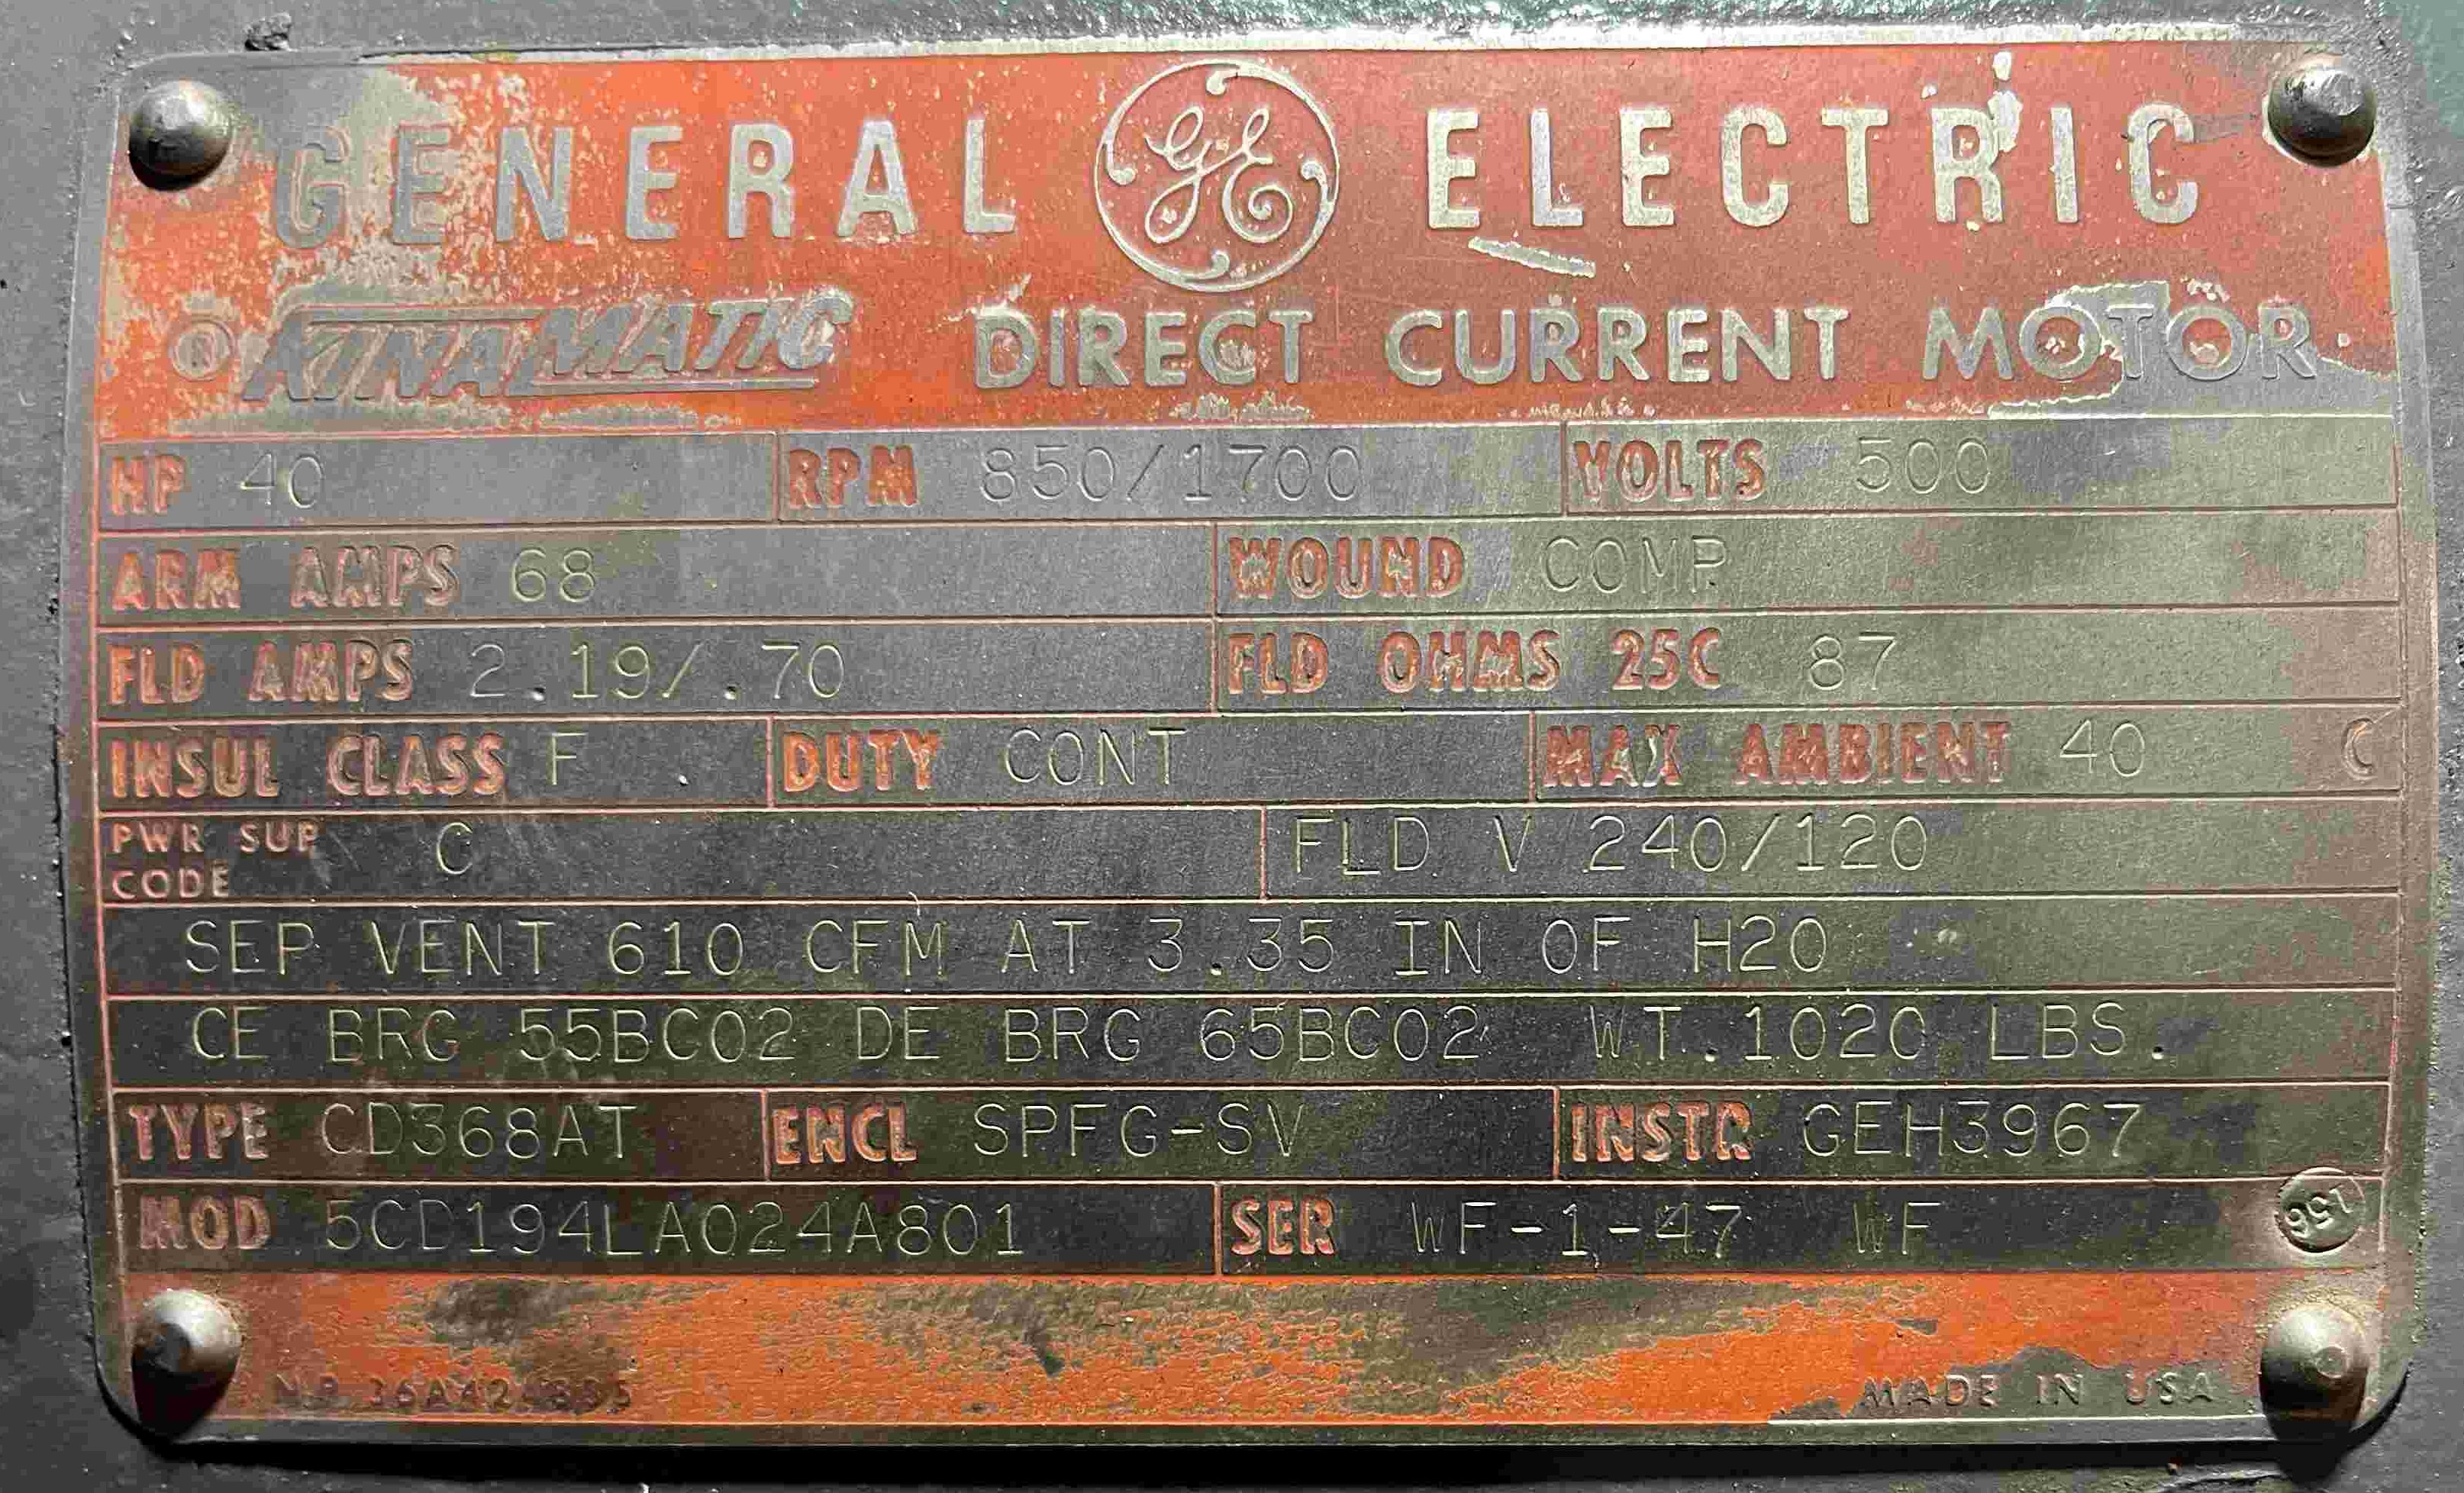 GENERAL GE ELECTRIC
® KINAMATIC DIRECT CURRENT MOTOR
HP 40 RPM 850/1700 VOLTS 500
ARM AMPS 68 WOUND COMP
FLD AMPS 2.19/.70 FLD OHMS 25C 87
INSUL CLASS F . DUTY CONT MAX AMBIENT 40 C
PWR SUP CODE C FLD V 240/120
SEP VENT 610 CFM AT 3.35 IN OF H20
CE BRG 55BC02 DE BRG 65BC02 WT.1020 LBS.
TYPE CD368AT ENCL SPFG-SV INSTR GEH3967
MOD 5CD194LA024A801 SER WF-1-47 WF
156
N.P. MADE IN USA